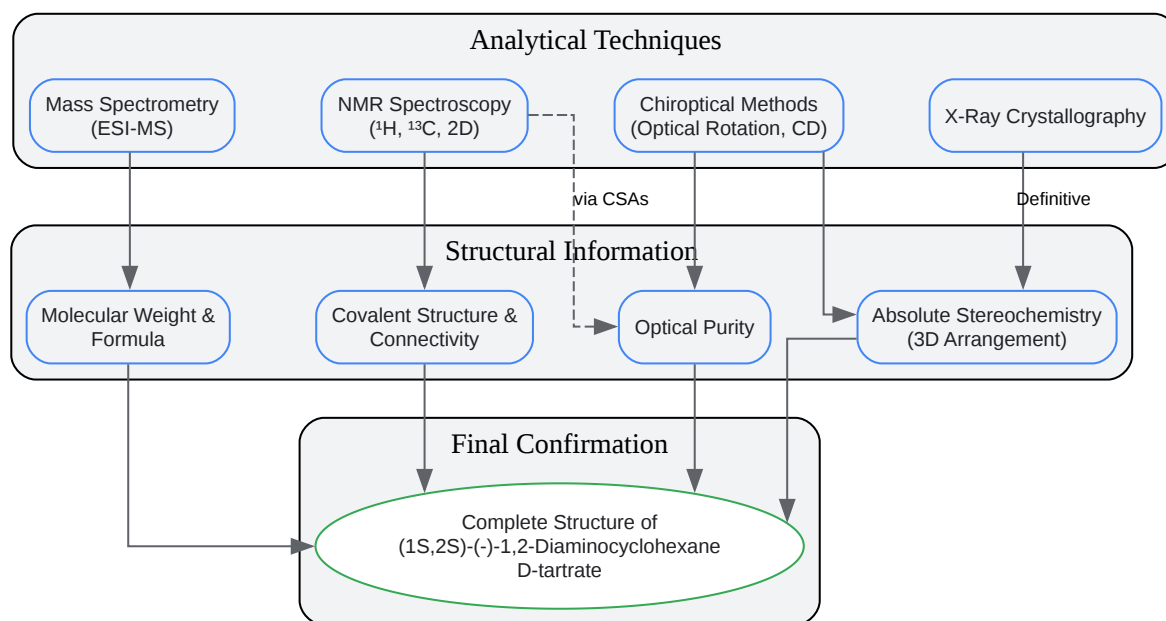 Analytical Techniques
Mass Spectrometry
(ESI-MS)
NMR Spectroscopy
(¹H, ¹³C, 2D)
Chiroptical Methods
(Optical Rotation, CD)
X-Ray Crystallography
via CSAs
Definitive
Structural Information
Molecular Weight &
Formula
Covalent Structure &
Connectivity
Optical Purity
Absolute Stereochemistry
(3D Arrangement)
Final Confirmation
Complete Structure of
(1S,2S)-(-)-1,2-Diaminocyclohexane
D-tartrate